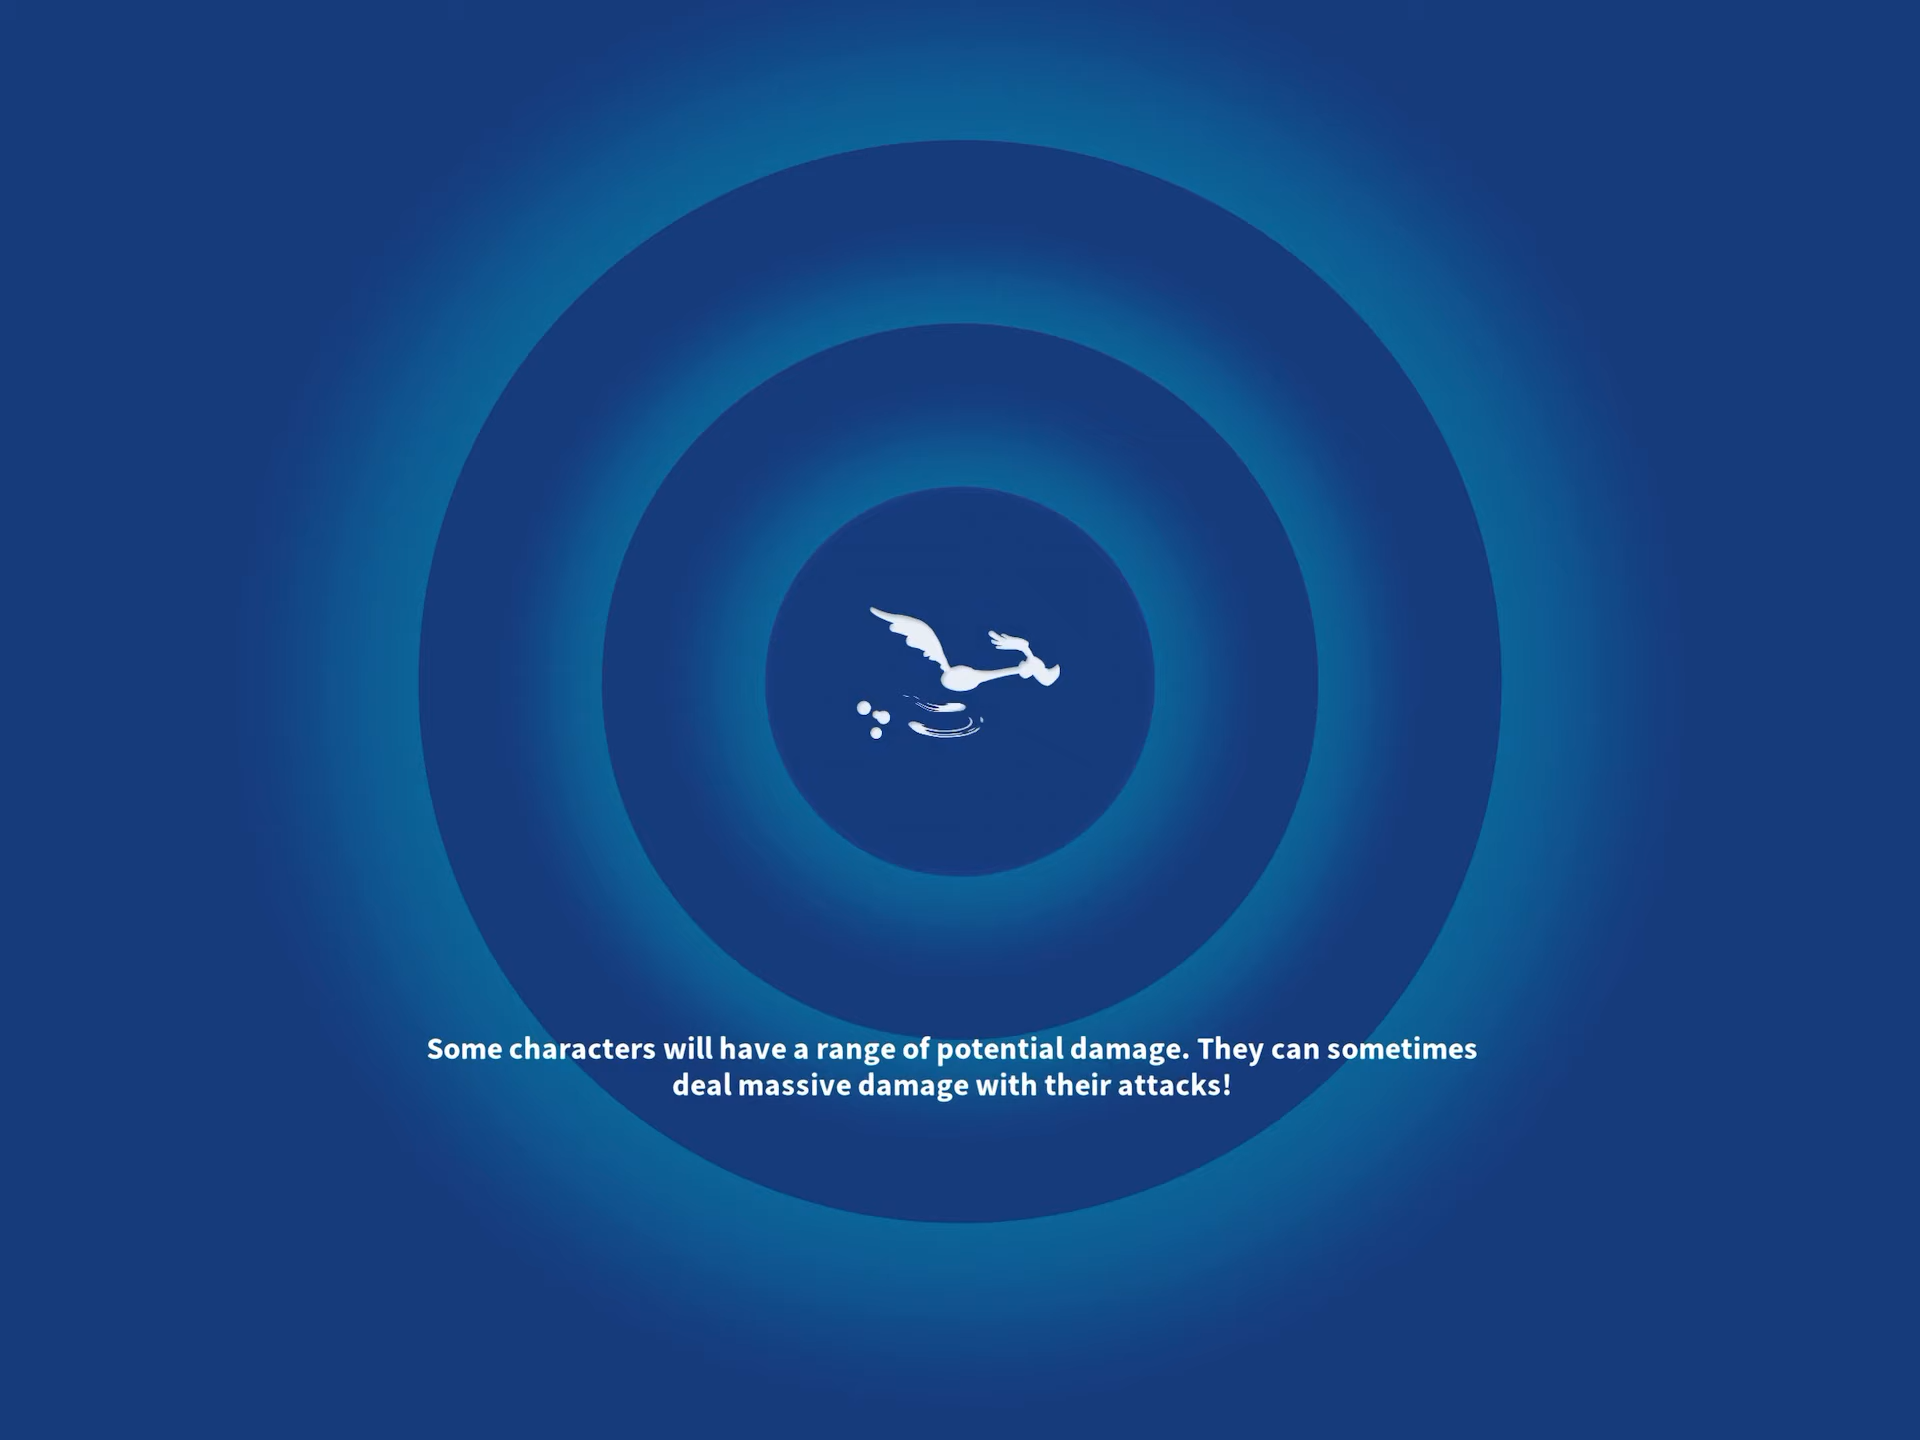 Some characters will have a range of potential damage. They can sometimes
deal massive damage with their attacks!